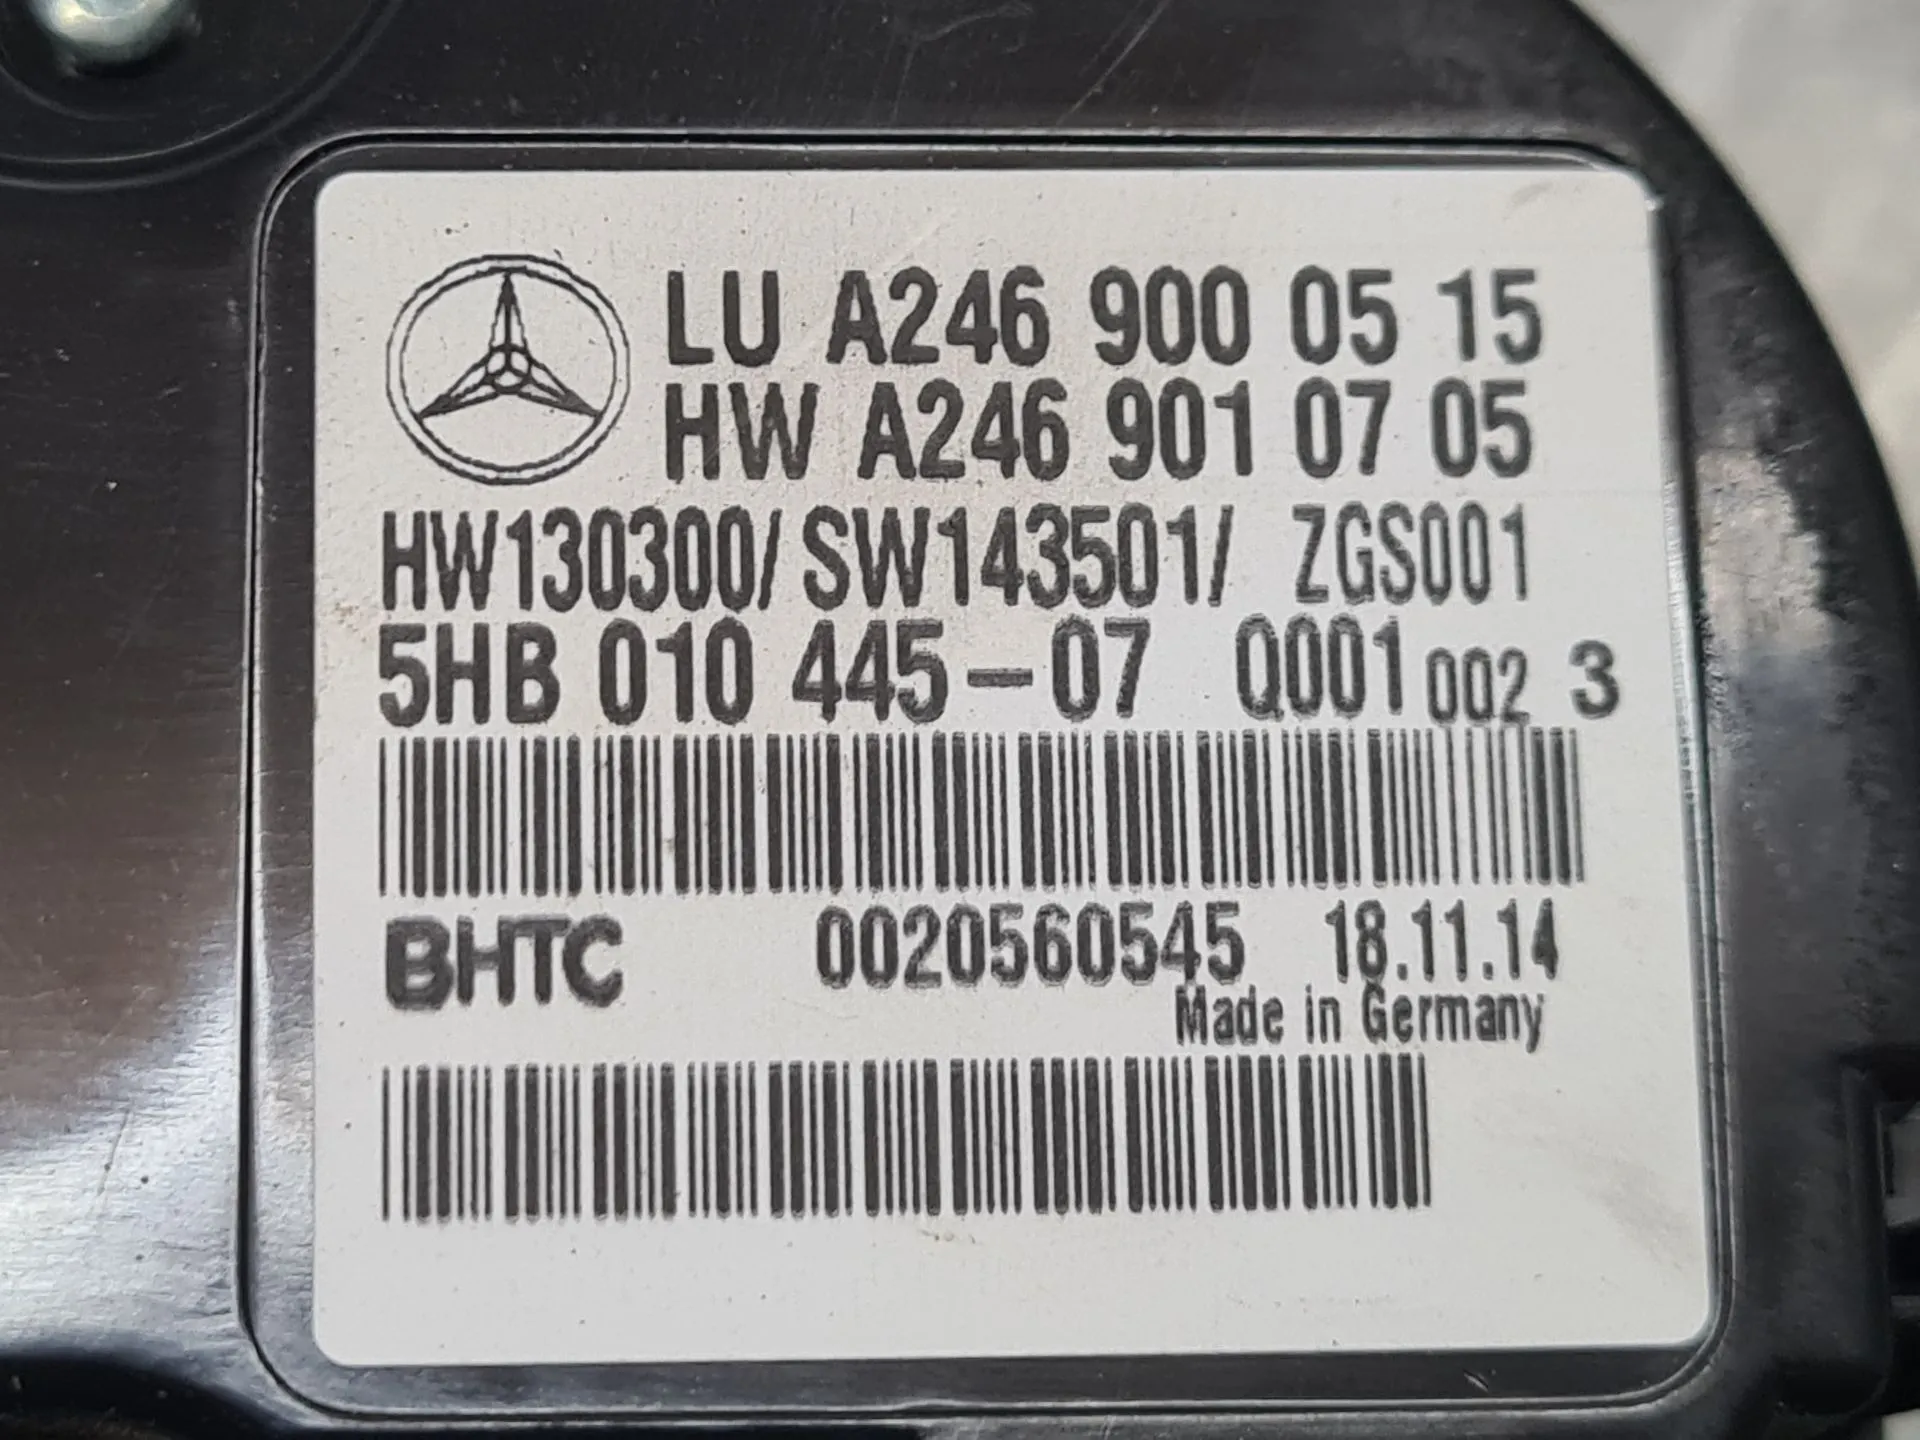 LU A246 900 05 15
HW A246 901 07 05
HW130300/ SW143501/ ZGS001
5HB 010 445-07 Q001 002 3
BHTC 0020560545 18.11.14
Made in Germany